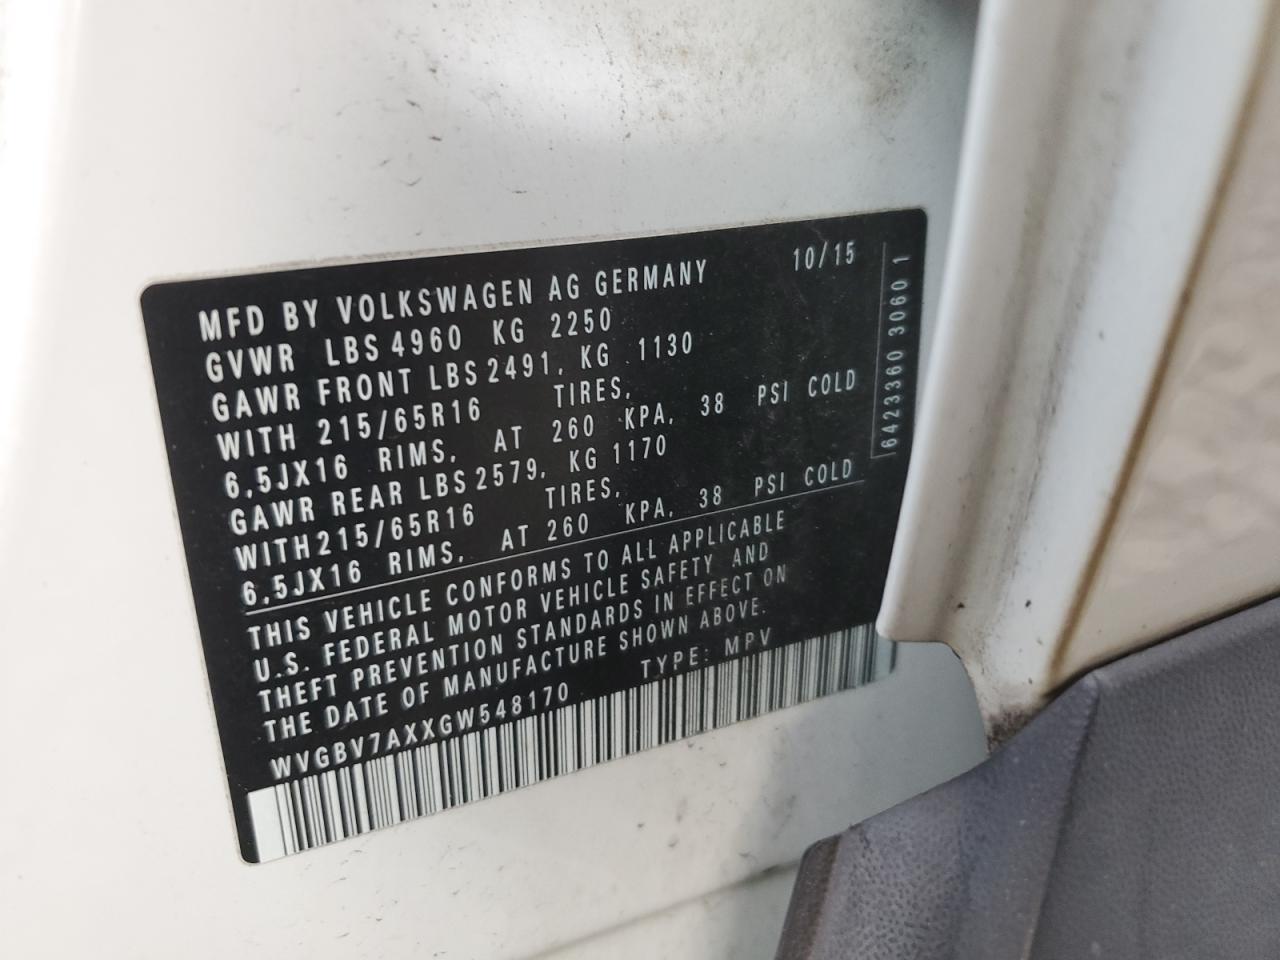 MFD BY VOLKSWAGEN AG GERMANY 10/15
GVWR LBS 4960 KG 2250
GAWR FRONT LBS 2491, KG 1130
WITH 215/65R16 TIRES,
6,5JX16 RIMS, AT 260 KPA, 38 PSI COLD
GAWR REAR LBS 2579, KG 1170
WITH 215/65R16 TIRES,
6,5JX16 RIMS, AT 260 KPA, 38 PSI COLD
THIS VEHICLE CONFORMS TO ALL APPLICABLE
U.S. FEDERAL MOTOR VEHICLE SAFETY AND
THEFT PREVENTION STANDARDS IN EFFECT ON
THE DATE OF MANUFACTURE SHOWN ABOVE.
WVGBV7AXXGW548170 TYPE: MPV
6423360 3060 1